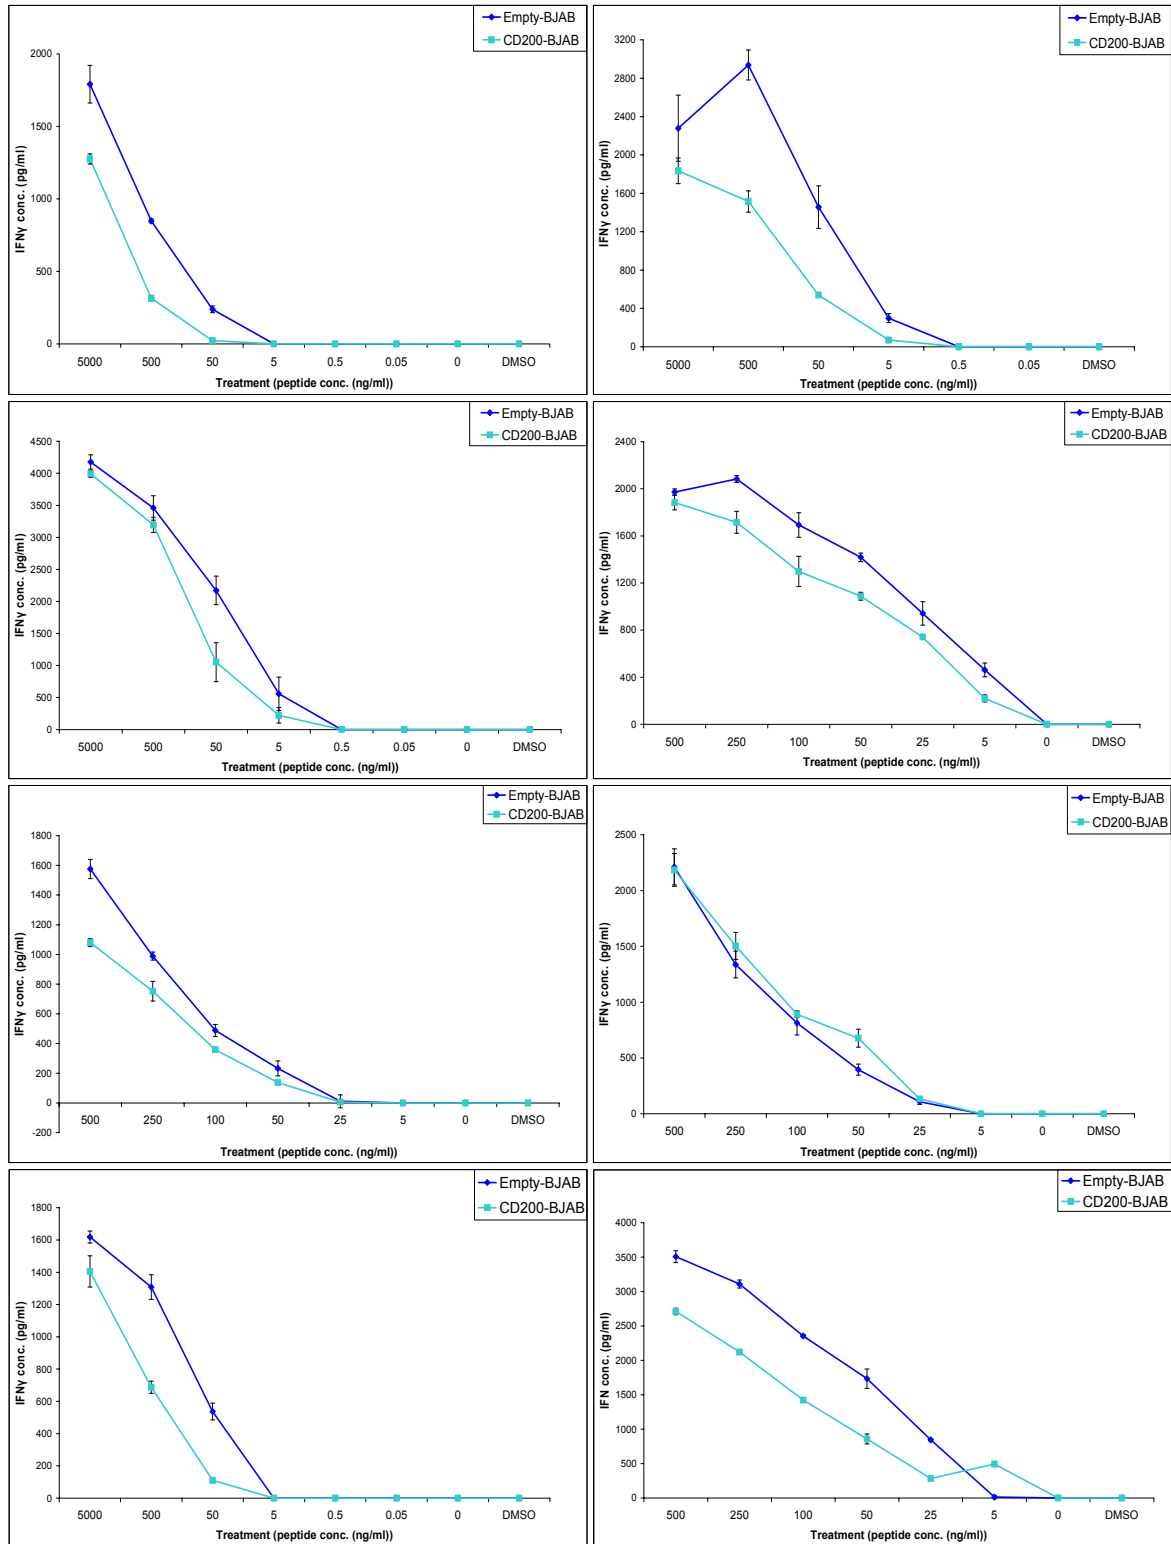 Empty-BJAB
CD200-BJAB
2000
1500
1000
500
0
IFNγ conc. (pg/ml)
5000 500 50 5 0.5 0.05 0 DMSO
Treatment (peptide conc. (ng/ml))
Empty-BJAB
CD200-BJAB
3200
2800
2400
2000
1600
1200
800
400
0
IFNγ conc. (pg/ml)
5000 500 50 5 0.5 0.05 DMSO
Treatment (peptide conc. (ng/ml))
Empty-BJAB
CD200-BJAB
4500
4000
3500
3000
2500
2000
1500
1000
500
0
IFNγ conc. (pg/ml)
5000 500 50 5 0.5 0.05 0 DMSO
Treatment (peptide conc. (ng/ml))
Empty-BJAB
CD200-BJAB
2400
2000
1600
1200
800
400
0
IFNγ conc. (pg/ml)
500 250 100 50 25 5 0 DMSO
Treatment (peptide conc. (ng/ml))
Empty-BJAB
CD200-BJAB
1800
1600
1400
1200
1000
800
600
400
200
0
-200
IFNγ conc. (pg/ml)
500 250 100 50 25 5 0 DMSO
Treatment (peptide conc. (ng/ml))
Empty-BJAB
CD200-BJAB
2500
2000
1500
1000
500
0
IFNγ conc. (pg/ml)
500 250 100 50 25 5 0 DMSO
Treatment (peptide conc. (ng/ml))
Empty-BJAB
CD200-BJAB
1800
1600
1400
1200
1000
800
600
400
200
0
IFNγ conc. (pg/ml)
5000 500 50 5 0.5 0.05 0 DMSO
Treatment (peptide conc. (ng/ml))
Empty-BJAB
CD200-BJAB
4000
3500
3000
2500
2000
1500
1000
500
0
IFN conc. (pg/ml)
500 250 100 50 25 5 0 DMSO
Treatment (peptide conc. (ng/ml))